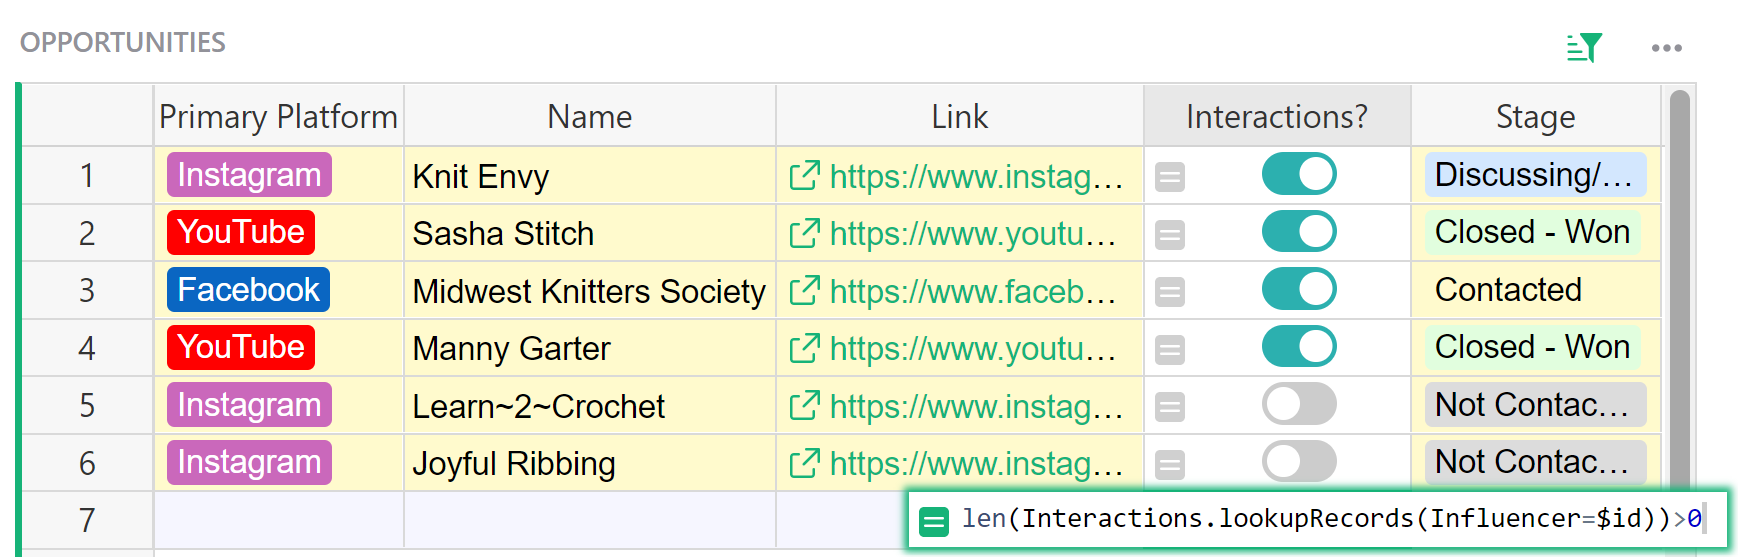 OPPORTUNITIES
Primary Platform Name Link Interactions? Stage
1 Instagram Knit Envy https://www.instag... = Discussing/...
2 YouTube Sasha Stitch https://www.youtu... = Closed - Won
3 Facebook Midwest Knitters Society https://www.faceb... = Contacted
4 YouTube Manny Garter https://www.youtu... = Closed - Won
5 Instagram Learn~2~Crochet https://www.instag... = Not Contac...
6 Instagram Joyful Ribbing https://www.instag... = Not Contac...
7
= len(Interactions.lookupRecords(Influencer=$id))>0